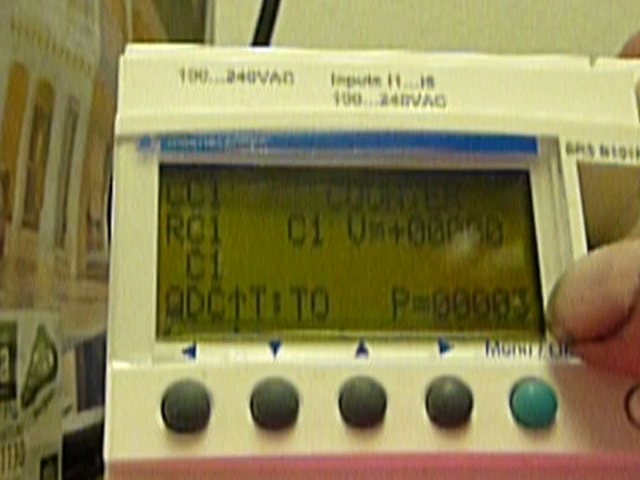 100...240VAC Inputs I1...I6
100...240VAC
CC1 COUNTER
RC1 C1 V=+00000
C1
ADC↑T:TO P=00003
Menu / OK